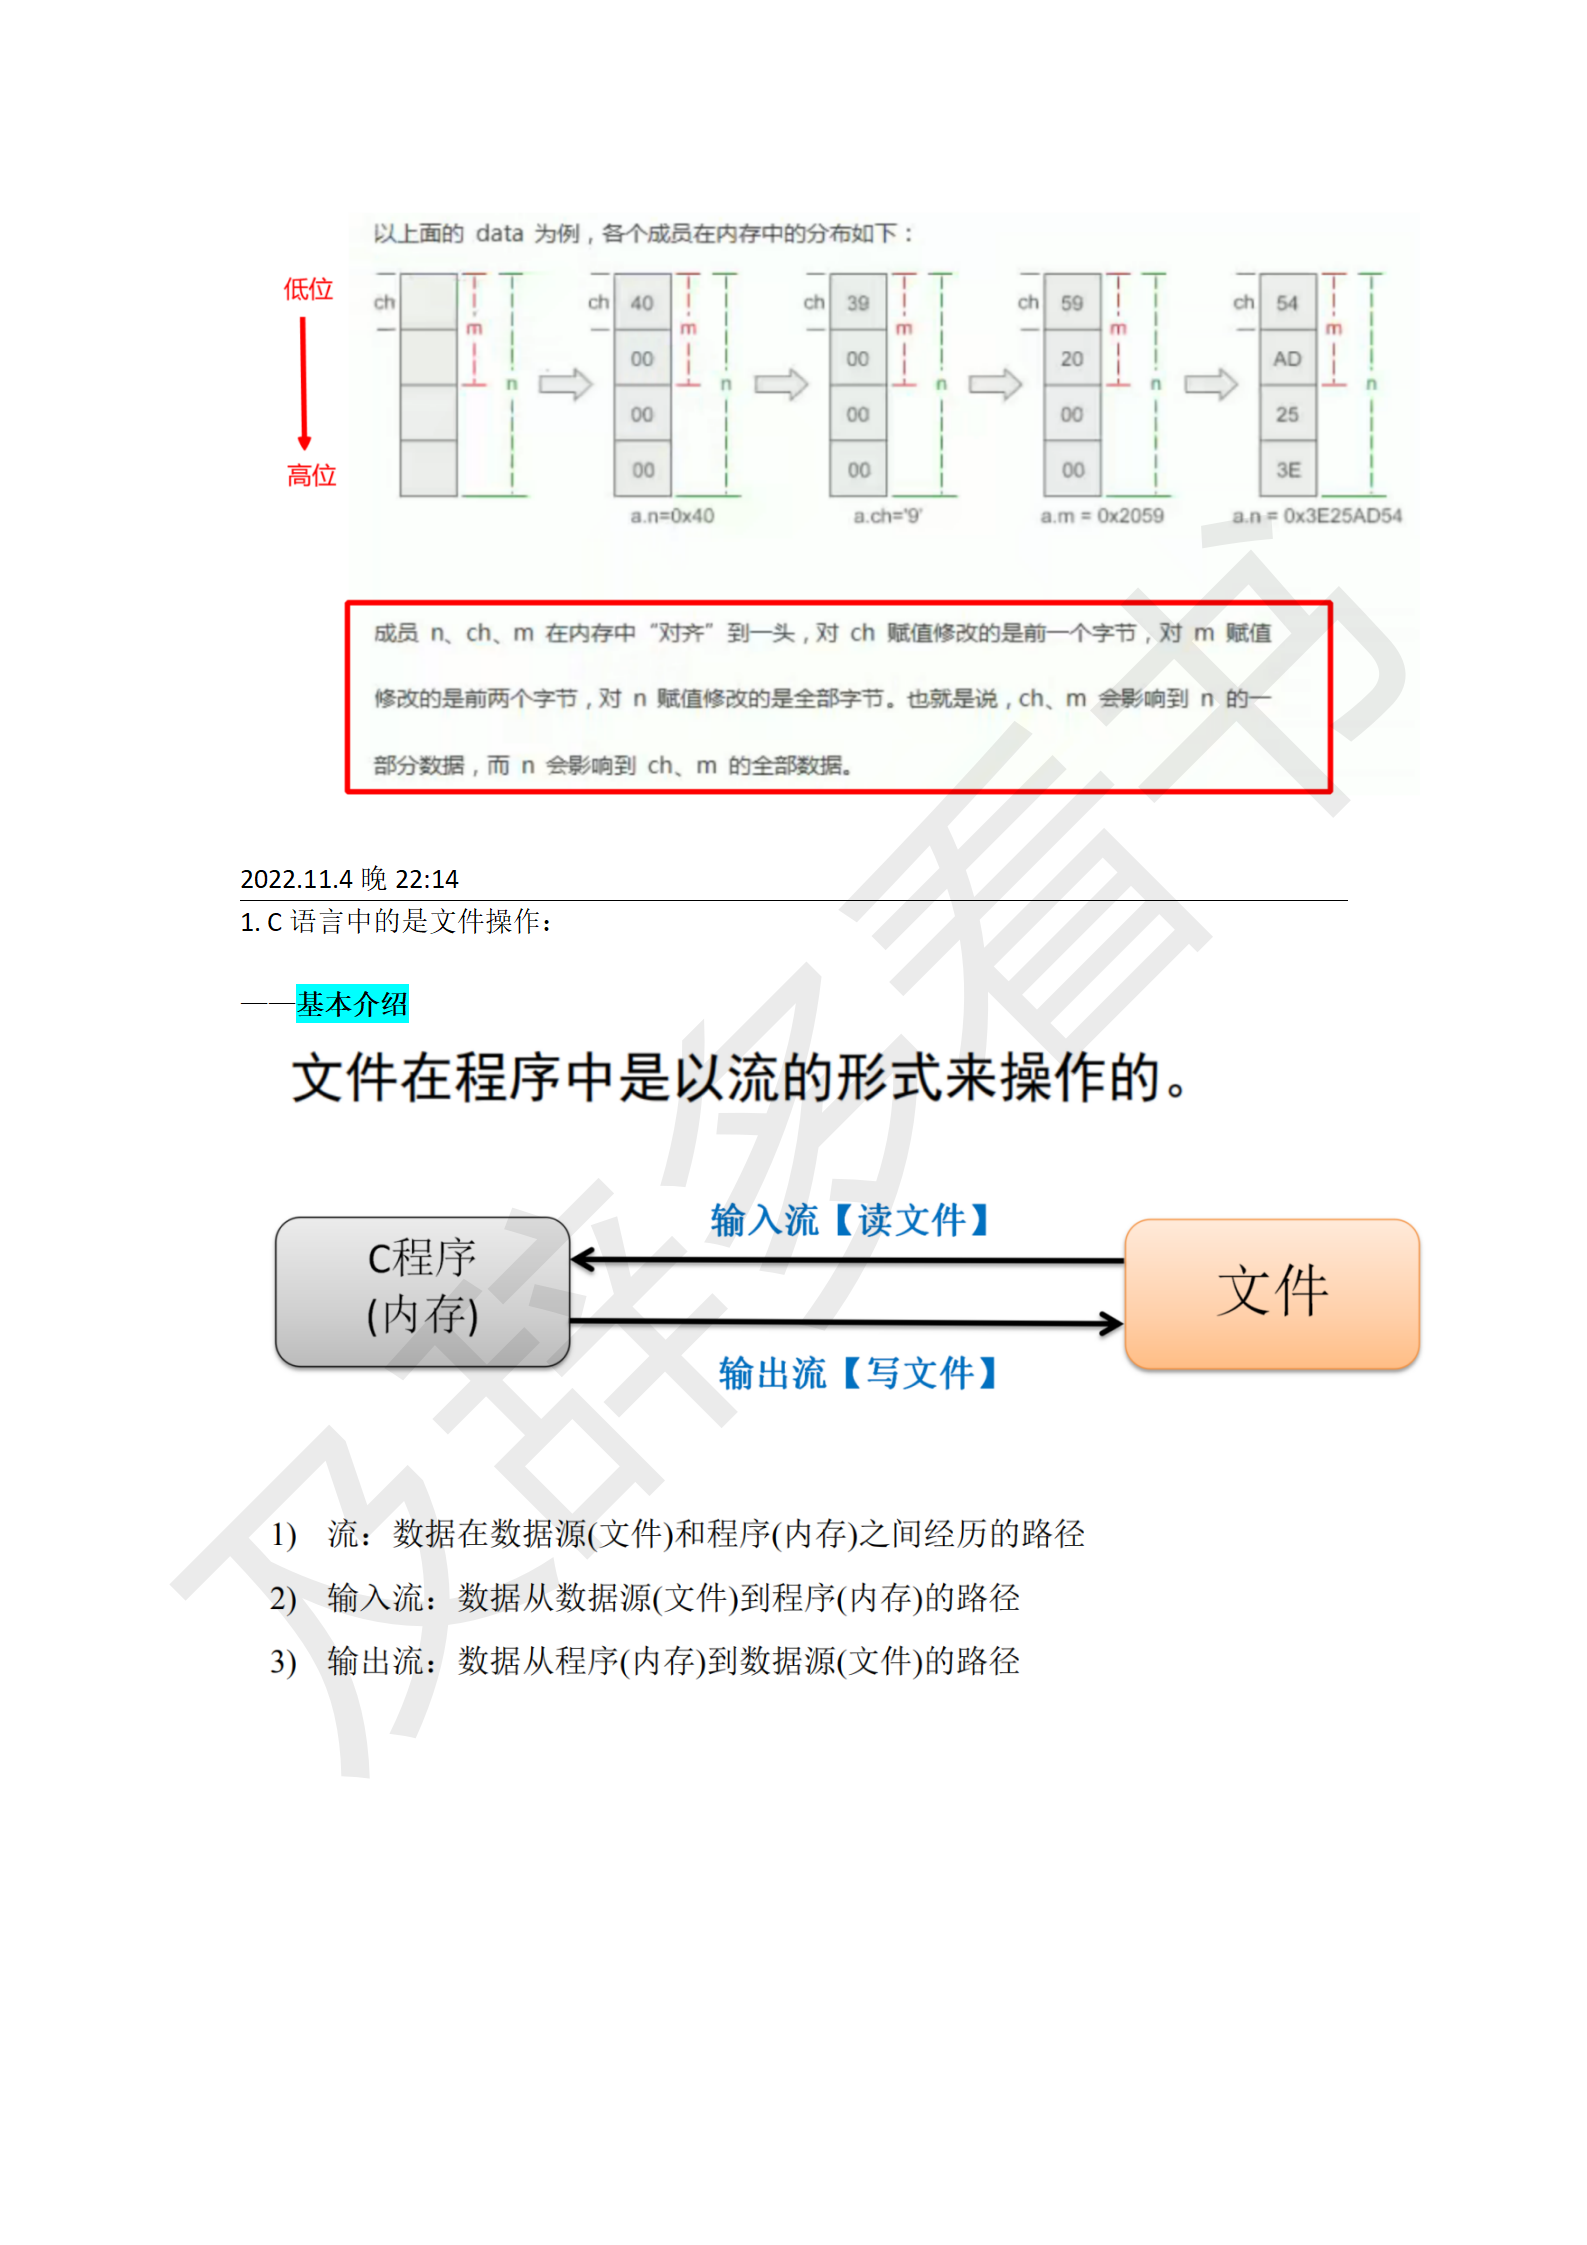 以上面的 data 为例，各个成员在内存中的分布如下：
低位
高位
ch m n
ch 40 00 00 00 m n
ch 39 00 00 00 m n
ch 59 20 00 00 m n
ch 54 AD 25 3E m n
a.n=0x40
a.ch='9'
a.m = 0x2059
a.n = 0x3E25AD54
成员 n、ch、m 在内存中“对齐”到一头，对 ch 赋值修改的是前一个字节，对 m 赋值
修改的是前两个字节，对 n 赋值修改的是全部字节。也就是说，ch、m 会影响到 n 的一
部分数据，而 n 会影响到 ch、m 的全部数据。
2022.11.4 晚 22:14
1. C 语言中的是文件操作：
——基本介绍
文件在程序中是以流的形式来操作的。
输入流【读文件】
C程序
(内存)
文件
输出流【写文件】
1) 流：数据在数据源(文件)和程序(内存)之间经历的路径
2) 输入流：数据从数据源(文件)到程序(内存)的路径
3) 输出流：数据从程序(内存)到数据源(文件)的路径
及辞多看书